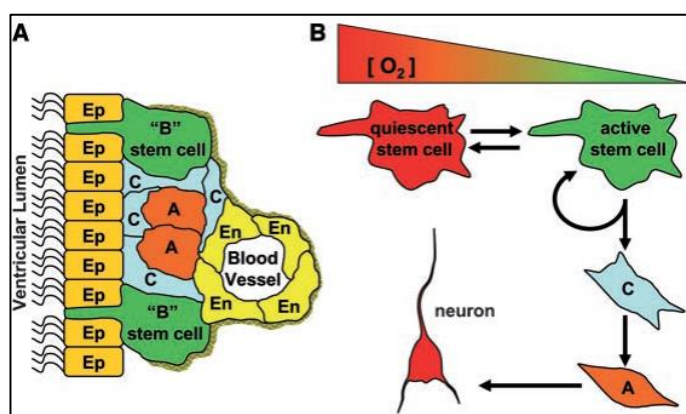 A
Ventricular Lumen
Ep
Ep
Ep
Ep
Ep
Ep
Ep
Ep
Ep
"B"
stem cell
C
C
C
A
A
C
En
En
En
En
Blood
Vessel
"B"
stem cell
B
[ O₂ ]
quiescent
stem cell
active
stem cell
C
A
neuron